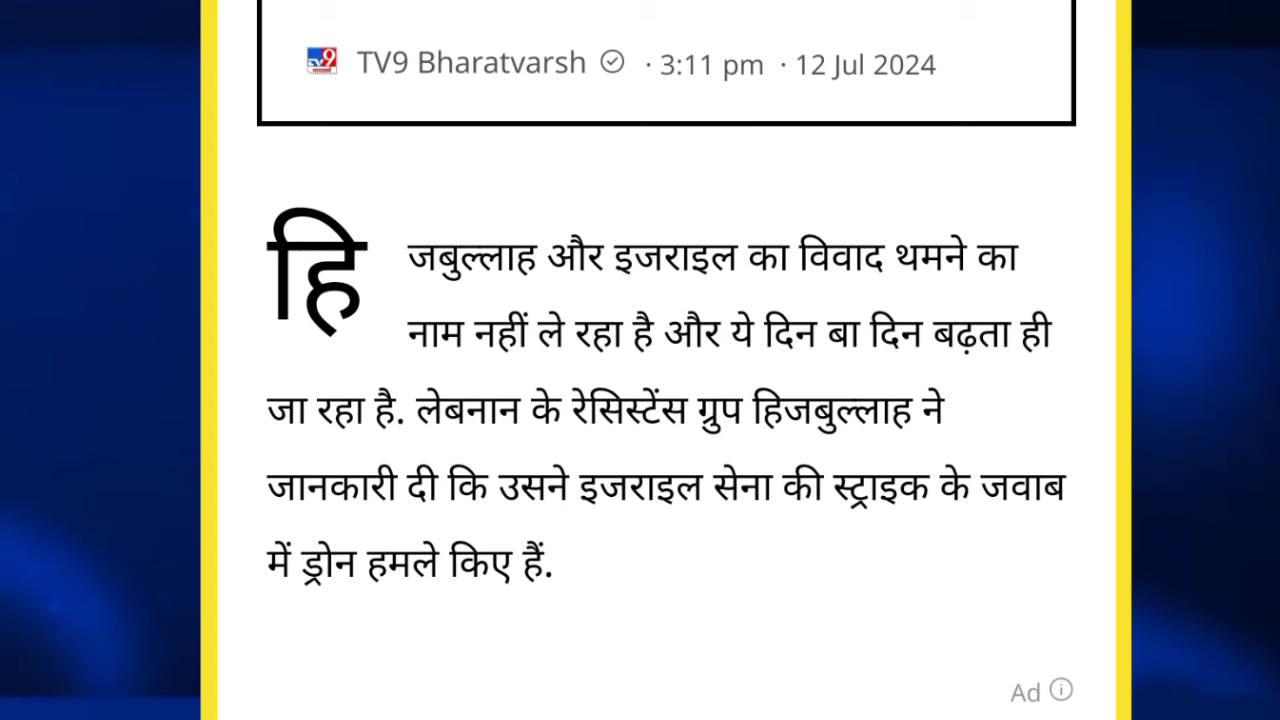 TV9 Bharatvarsh · 3:11 pm · 12 Jul 2024
हिजबुल्लाह और इजराइल का विवाद थमने का
नाम नहीं ले रहा है और ये दिन बा दिन बढ़ता ही
जा रहा है. लेबनान के रेसिस्टेंस ग्रुप हिजबुल्लाह ने
जानकारी दी कि उसने इजराइल सेना की स्ट्राइक के जवाब
में ड्रोन हमले किए हैं.
Ad